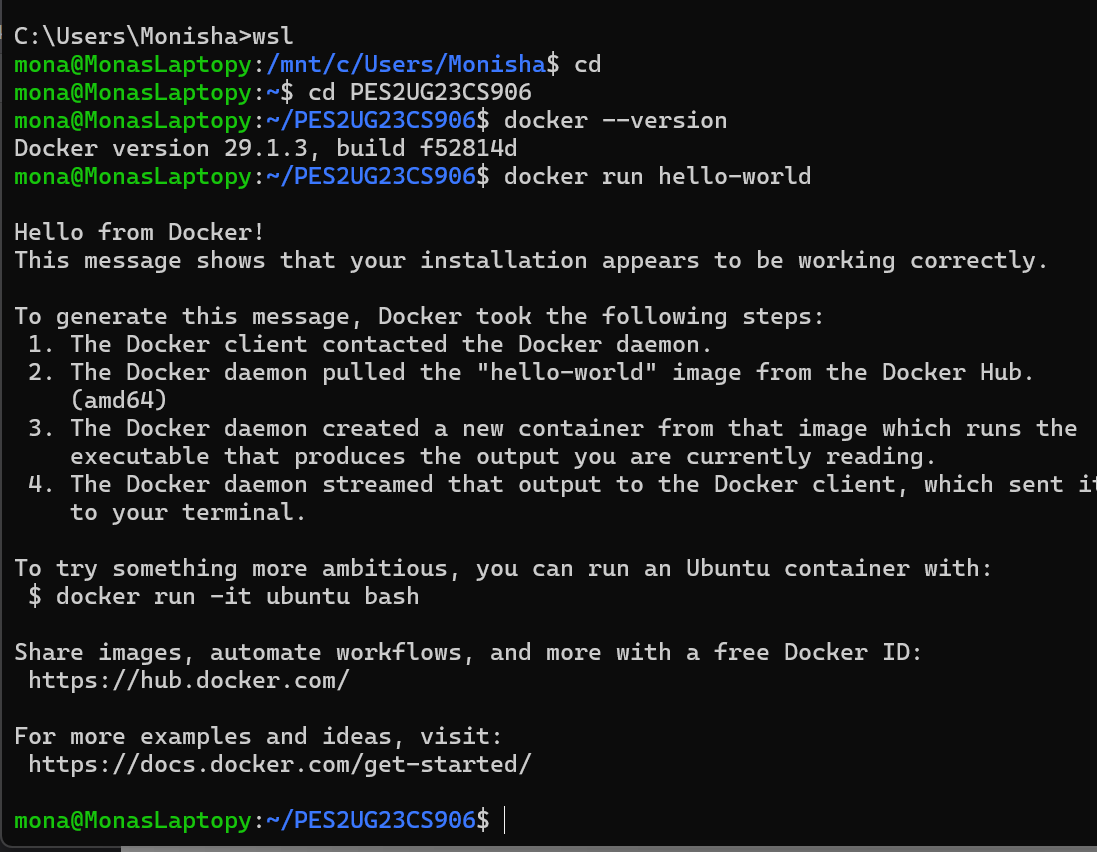 C:\Users\Monisha>wsl
mona@MonasLaptopy:/mnt/c/Users/Monisha$ cd
mona@MonasLaptopy:~$ cd PES2UG23CS906
mona@MonasLaptopy:~/PES2UG23CS906$ docker --version
Docker version 29.1.3, build f52814d
mona@MonasLaptopy:~/PES2UG23CS906$ docker run hello-world

Hello from Docker!
This message shows that your installation appears to be working correctly.

To generate this message, Docker took the following steps:
 1. The Docker client contacted the Docker daemon.
 2. The Docker daemon pulled the "hello-world" image from the Docker Hub.
    (amd64)
 3. The Docker daemon created a new container from that image which runs the
    executable that produces the output you are currently reading.
 4. The Docker daemon streamed that output to the Docker client, which sent it
    to your terminal.

To try something more ambitious, you can run an Ubuntu container with:
 $ docker run -it ubuntu bash

Share images, automate workflows, and more with a free Docker ID:
 https://hub.docker.com/

For more examples and ideas, visit:
 https://docs.docker.com/get-started/

mona@MonasLaptopy:~/PES2UG23CS906$